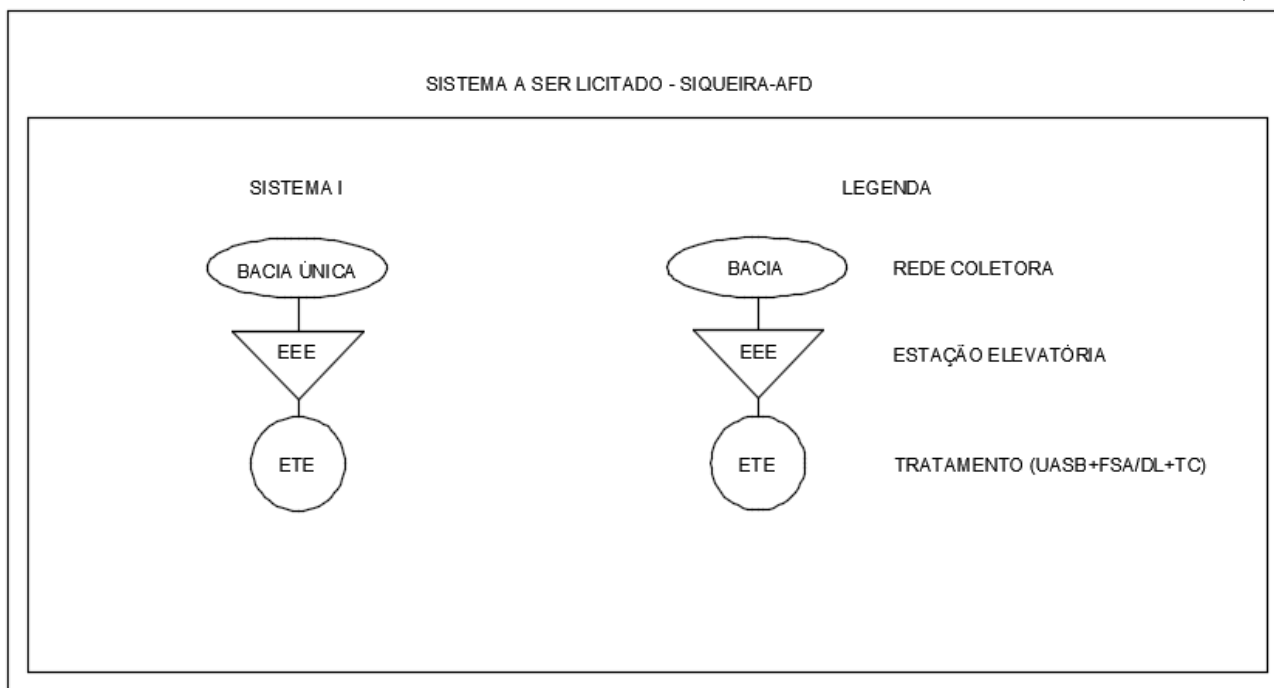 SISTEMA A SER LICITADO - SIQUEIRA-AFD
SISTEMA I
LEGENDA
BACIA ÚNICA
BACIA
REDE COLETORA
EEE
EEE
ESTAÇÃO ELEVATÓRIA
ETE
ETE
TRATAMENTO (UASB+FSA/DL+TC)